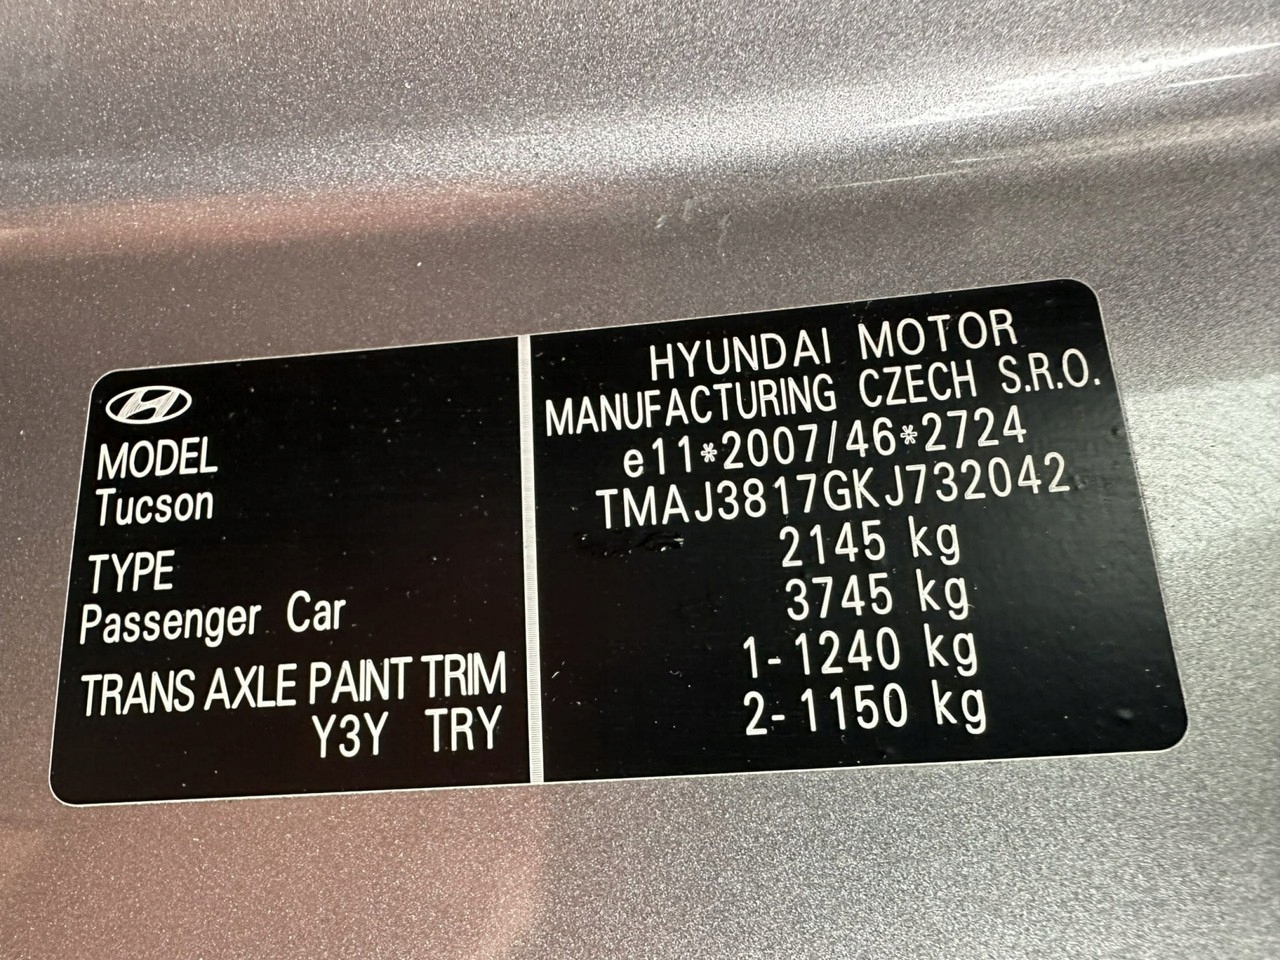 MODEL
Tucson
TYPE
Passenger Car
TRANS AXLE PAINT TRIM
Y3Y TRY
HYUNDAI MOTOR
MANUFACTURING CZECH S.R.O.
e11*2007/46*2724
TMAJ3817GKJ732042
2145 kg
3745 kg
1-1240 kg
2-1150 kg